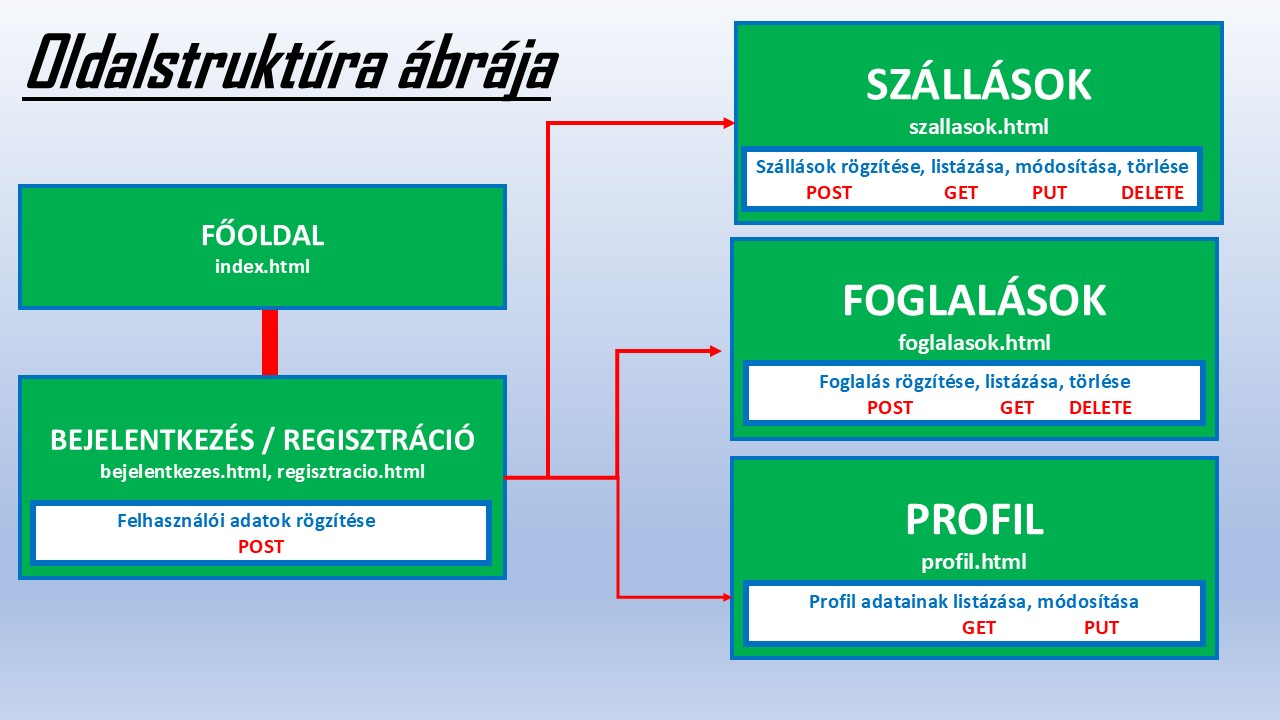 Oldalstruktúra ábrája
FŐOLDAL
index.html
BEJELENTKEZÉS / REGISZTRÁCIÓ
bejelentkezes.html, regisztracio.html
Felhasználói adatok rögzítése
POST
SZÁLLÁSOK
szallasok.html
Szállások rögzítése, listázása, módosítása, törlése
POST GET PUT DELETE
FOGLALÁSOK
foglalasok.html
Foglalás rögzítése, listázása, törlése
POST GET DELETE
PROFIL
profil.html
Profil adatainak listázása, módosítása
GET PUT